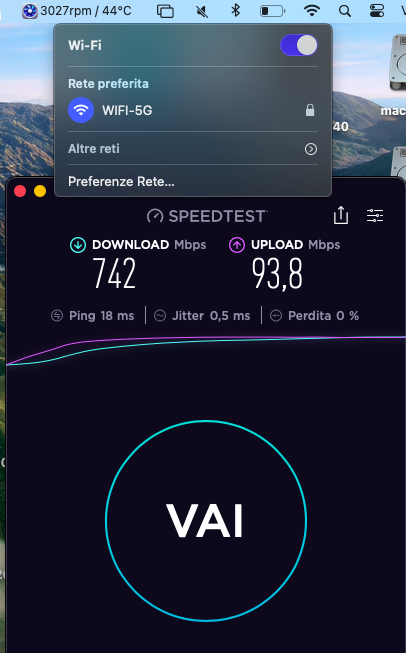 3027rpm / 44°C
Wi-Fi
Rete preferita
WIFI-5G
Altre reti
Preferenze Rete...
mac
40
SPEEDTEST
DOWNLOAD Mbps
UPLOAD Mbps
742
93,8
Ping 18 ms
Jitter 0,5 ms
Perdita 0 %
VAI